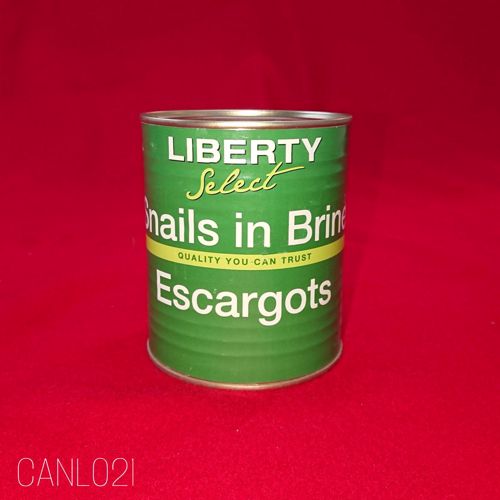 LIBERTY
Select
Snails in Brine
QUALITY YOU CAN TRUST
Escargots
CANL021